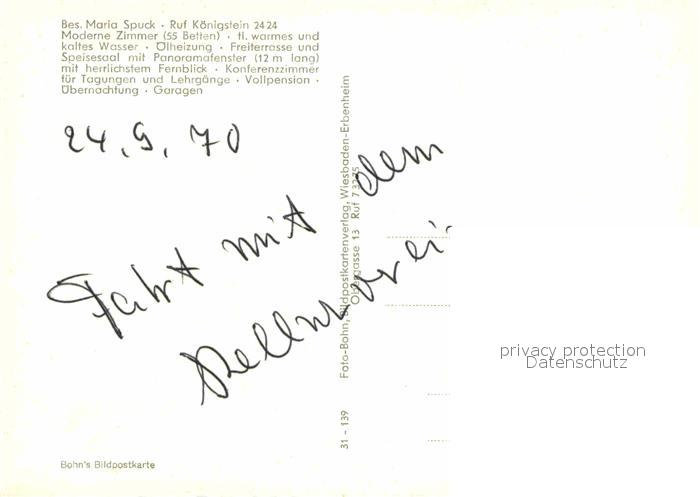 Bes. Maria Spuck · Ruf Königstein 2424
Moderne Zimmer (55 Betten) · fl. warmes und
kaltes Wasser · Ölheizung · Freiterrasse und
Speisesaal mit Panoramafenster (12 m lang)
mit herrlichstem Fernblick · Konferenzzimmer
für Tagungen und Lehrgänge · Vollpension ·
Übernachtung · Garagen
24.9.70
Fahrt mit dem
Foto-Bohn, Bildpostkartenverlag, Wiesbaden-Erbenheim
Obergasse 13 Ruf
31 - 139
Bohn's Bildpostkarte
privacy protection
Datenschutz